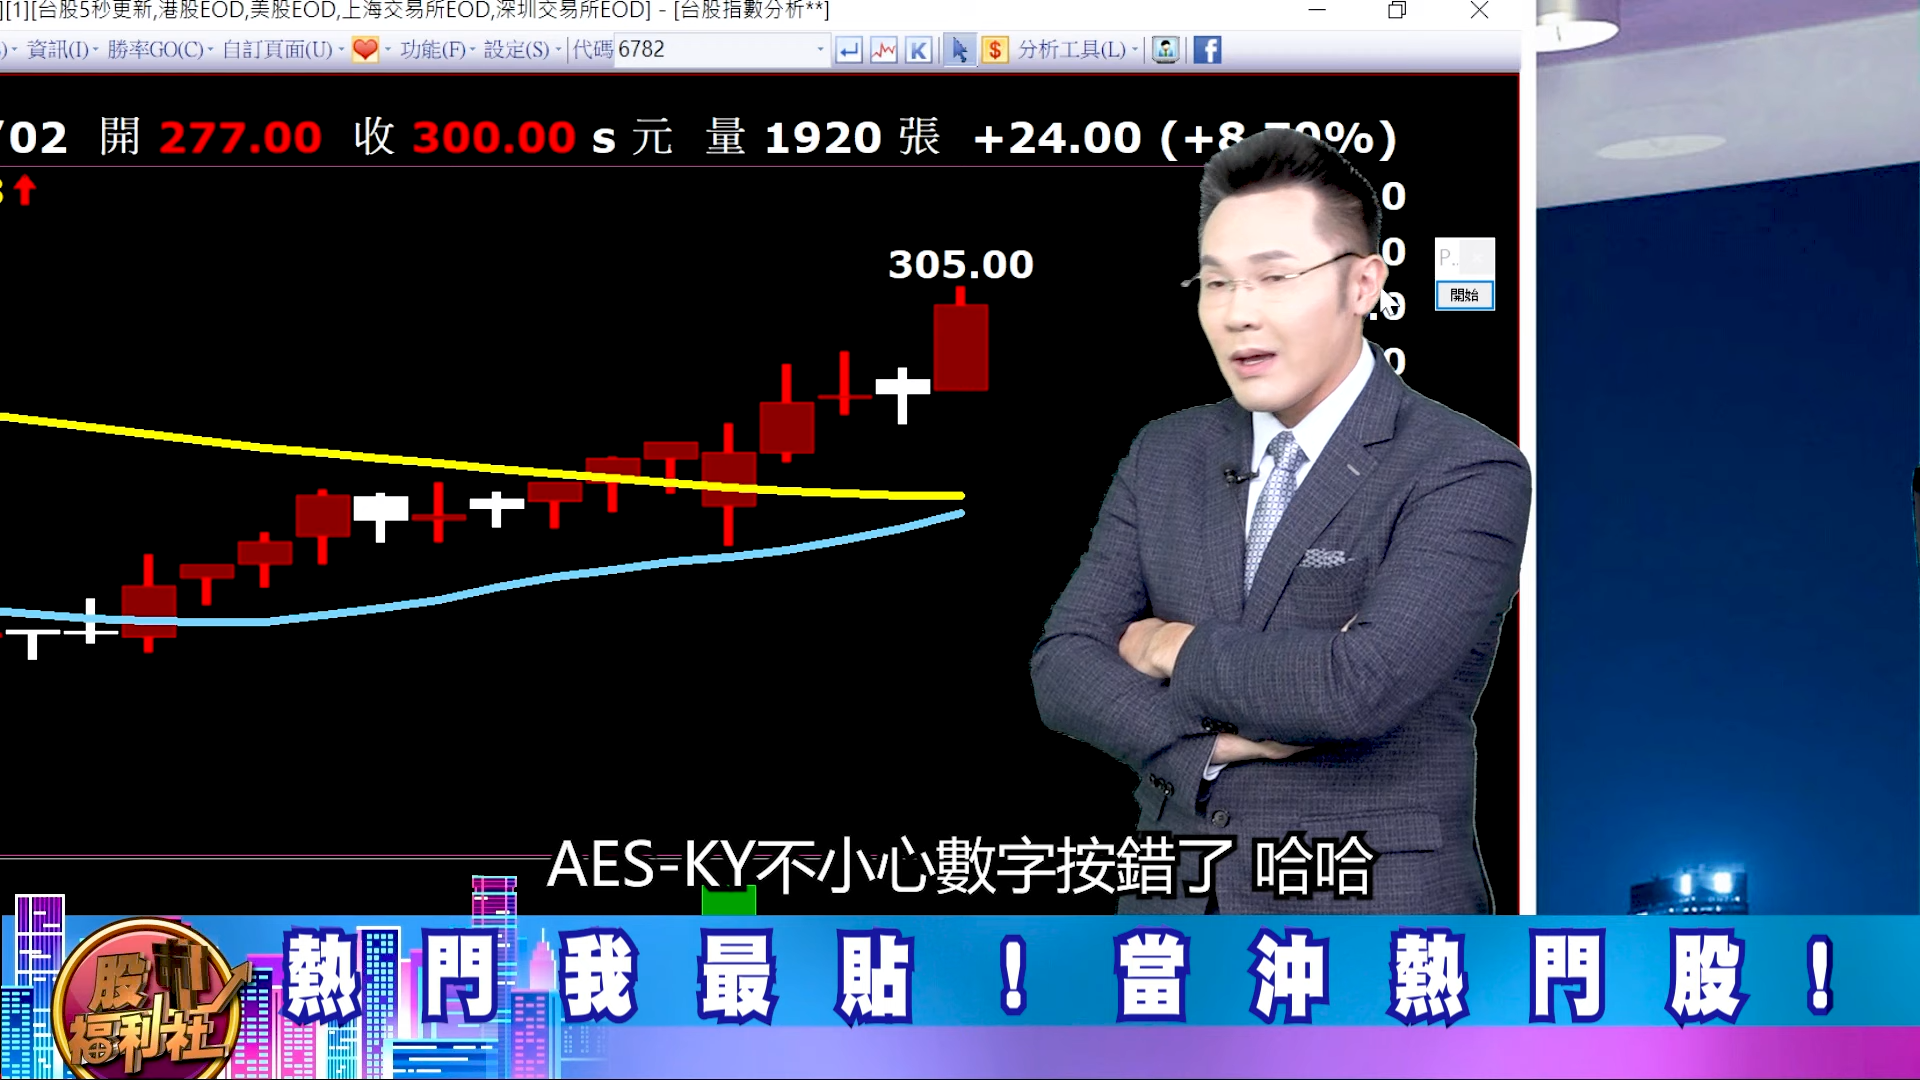 ][1][台股5秒更新,港股EOD,美股EOD,上海交易所EOD,深圳交易所EOD] - [台股指數分析**]
資訊(I) 勝率GO(C) 自訂頁面(U) 功能(F) 設定(S) 代碼 6782 K $ 分析工具(L) f
/02 開 277.00 收 300.00 s 元 量 1920 張 +24.00 (+8.70%)
305.00
P..
開始
AES-KY不小心數字按錯了 哈哈
熱門我最貼！當沖熱門股！
股市
福利社